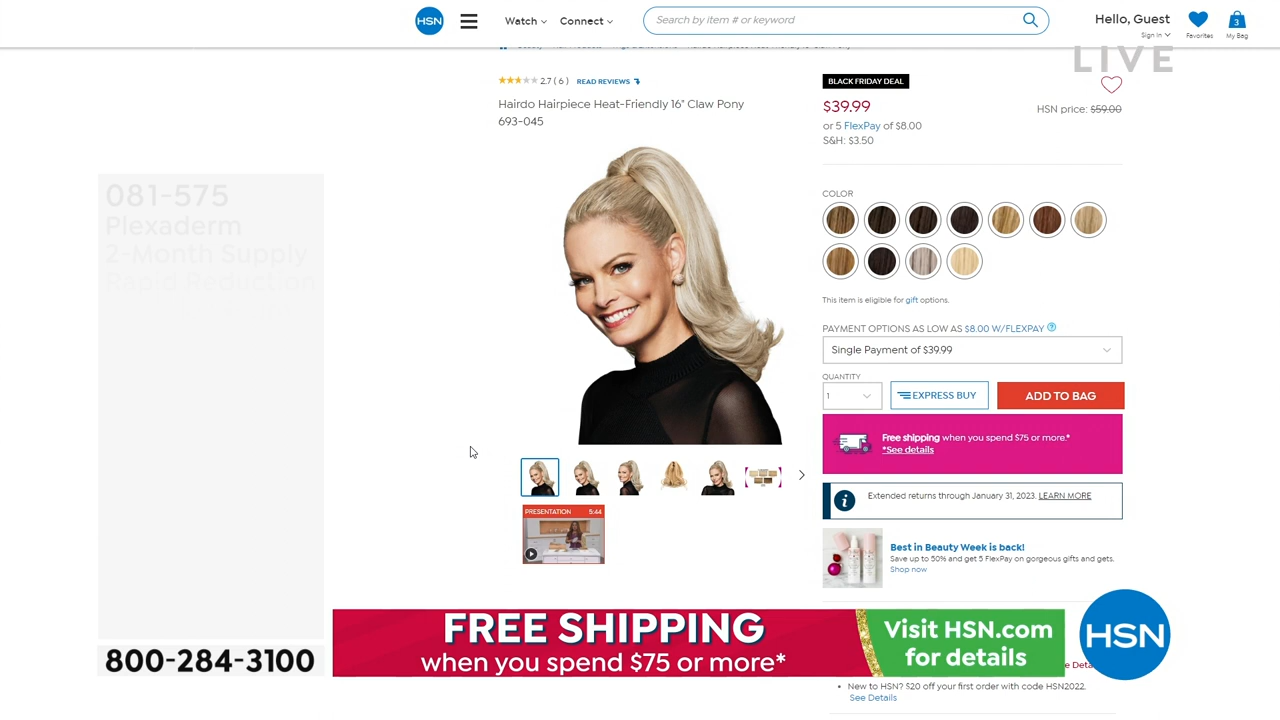 HSN
Watch
Connect
Search by item # or keyword
Hello, Guest
Sign in
Favorites
3
My Bag
LIVE
2.7 ( 6 )
READ REVIEWS
Hairdo Hairpiece Heat-Friendly 16" Claw Pony
693-045
BLACK FRIDAY DEAL
$39.99
HSN price: $59.00
or 5 FlexPay of $8.00
S&H: $3.50
COLOR
This item is eligible for gift options.
PAYMENT OPTIONS AS LOW AS $8.00 W/FLEXPAY ?
Single Payment of $39.99
QUANTITY
1
EXPRESS BUY
ADD TO BAG
Free shipping when you spend $75 or more.*
*See details
Extended returns through January 31, 2023. LEARN MORE
PRESENTATION 5:44
Best in Beauty Week is back!
Save up to 50% and get 5 FlexPay on gorgeous gifts and gets.
Shop now
081-575
Plexaderm
2-Month Supply
Rapid Reduction
800-284-3100
FREE SHIPPING
when you spend $75 or more*
Visit HSN.com
for details
HSN
New to HSN? $20 off your first order with code HSN2022.
See Details